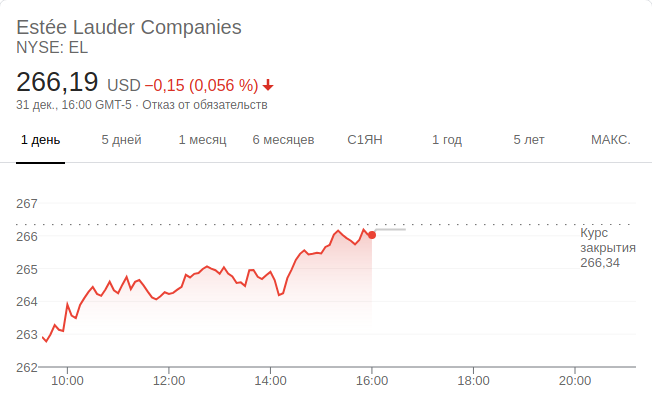 Estée Lauder Companies
NYSE: EL
266,19 USD −0,15 (0,056 %)
31 дек., 16:00 GMT-5 · Отказ от обязательств
1 день 5 дней 1 месяц 6 месяцев С1ЯН 1 год 5 лет МАКС.
267
266
265
264
263
262
Курс
закрытия
266,34
10:00 12:00 14:00 16:00 18:00 20:00